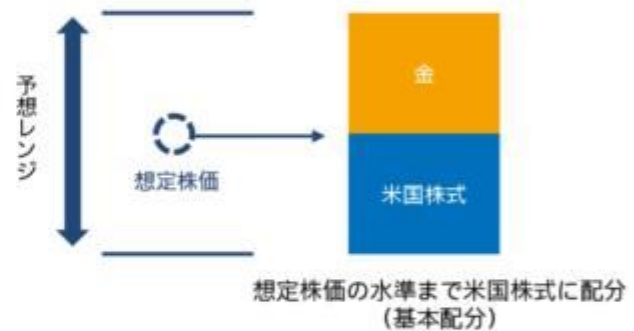 予想レンジ
想定株価
金
米国株式
想定株価の水準まで米国株式に配分
（基本配分）